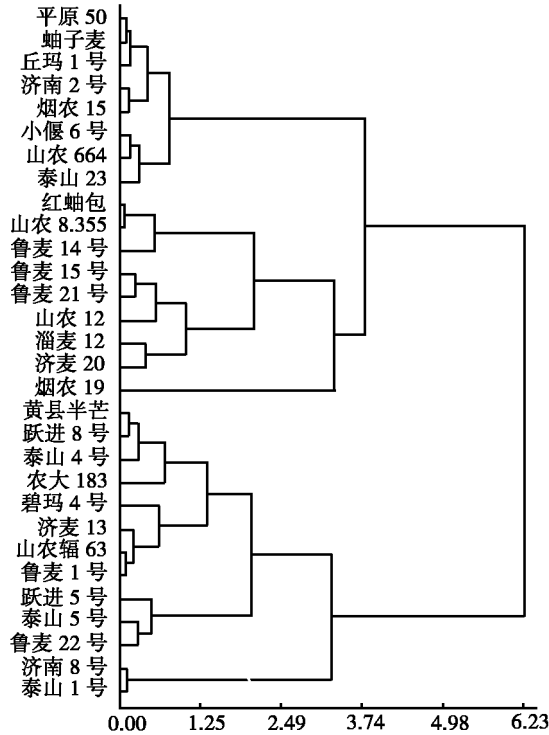 平原 50
蚰子麦
丘玛 1 号
济南 2 号
烟农 15
小偃 6 号
山农 664
泰山 23
红蚰包
山农 8.355
鲁麦 14 号
鲁麦 15 号
鲁麦 21 号
山农 12
淄麦 12
济麦 20
烟农 19
黄县半芒
跃进 8 号
泰山 4 号
农大 183
碧玛 4 号
济麦 13
山农辐 63
鲁麦 1 号
跃进 5 号
泰山 5 号
鲁麦 22 号
济南 8 号
泰山 1 号
0.00 1.25 2.49 3.74 4.98 6.23